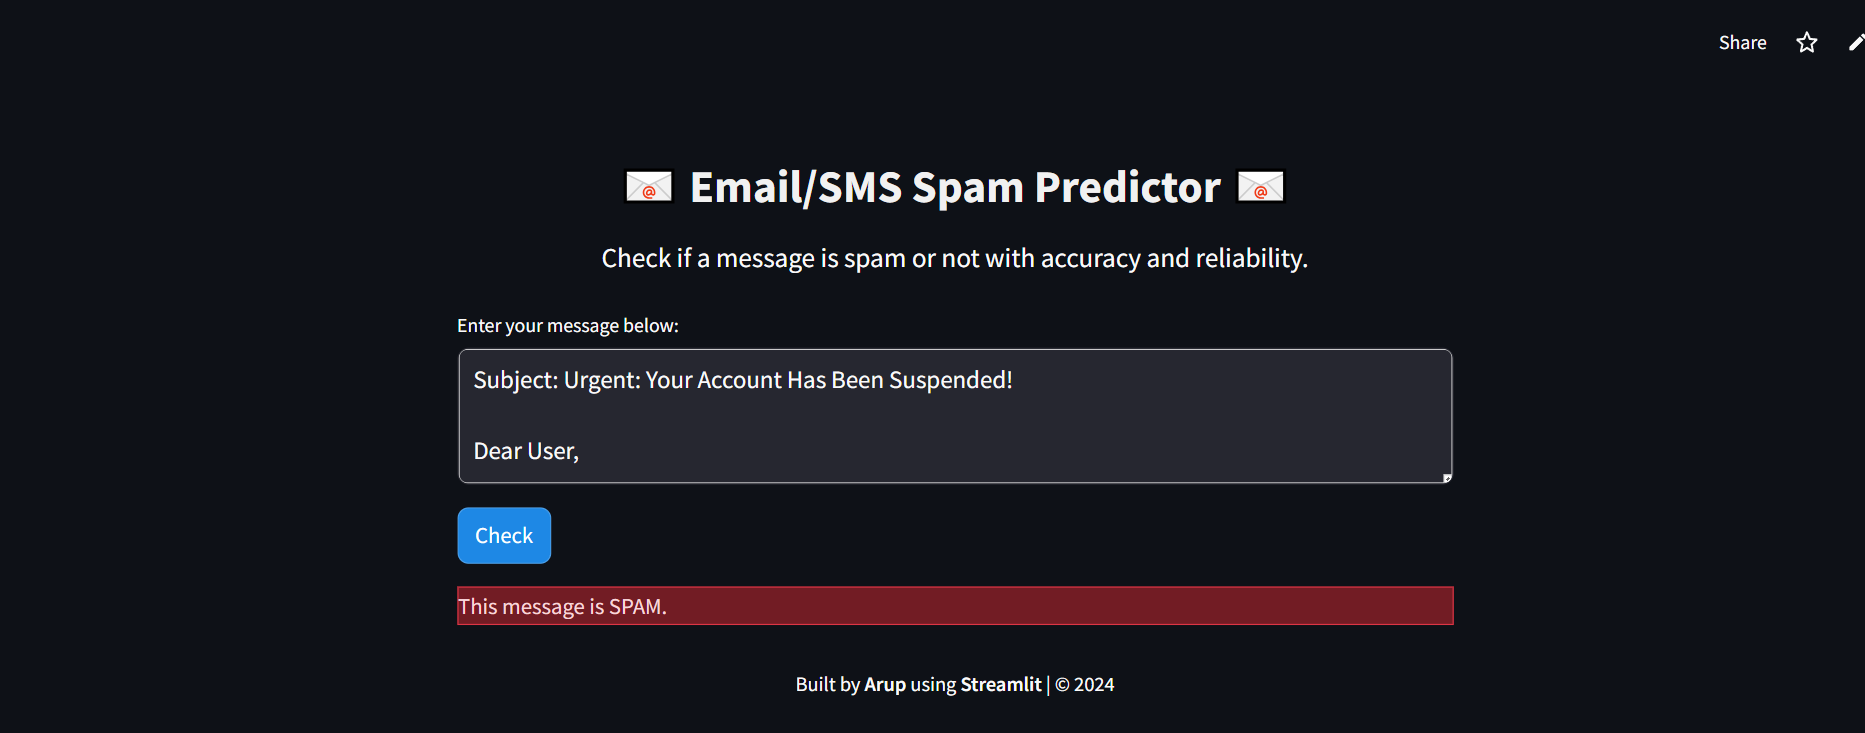 Share
Email/SMS Spam Predictor
Check if a message is spam or not with accuracy and reliability.
Enter your message below:
Subject: Urgent: Your Account Has Been Suspended!
Dear User,
Check
This message is SPAM.
Built by Arup using Streamlit | © 2024